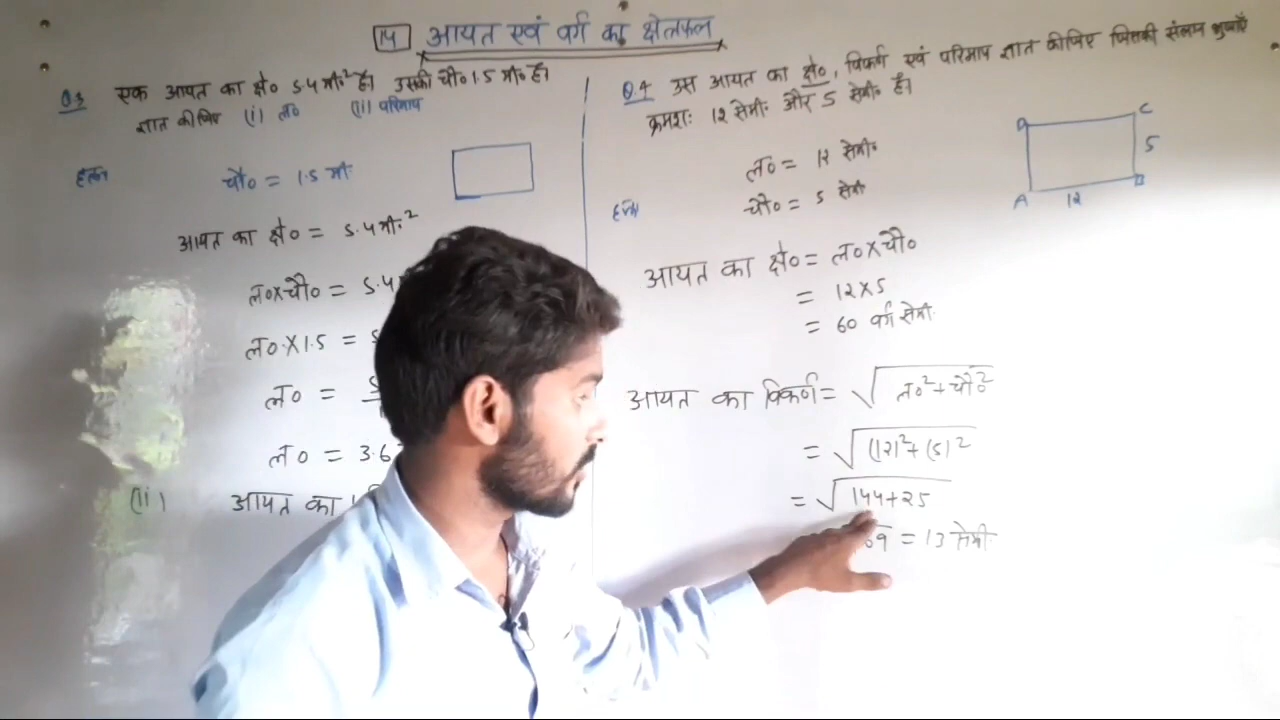 14 आयत एवं वर्ग का क्षेत्रफल
Q.3 एक आयत का क्षे० 5.4 मी०² है। उसकी चौ० 1.5 मी० है।
ज्ञात कीजिए (i) ल० (ii) परिमाप
हल
चौ० = 1.5 मी
आयत का क्षे० = 5.4 मी०²
ल०×चौ० = 5.4
ल०×1.5 =
ल० =
ल० = 3.6
(ii) आयत का
Q.4 उस आयत का क्षे०, विकर्ण एवं परिमाप ज्ञात कीजिए जिसकी संलग्न भुजाएँ
क्रमशः 12 सेमी० और 5 सेमी० हैं।
D C
5
A 12 B
हल
ल० = 12 सेमी०
चौ० = 5 सेमी०
आयत का क्षे० = ल०×चौ०
= 12×5
= 60 वर्ग सेमी.
आयत का विकर्ण = √ल०²+चौ०²
= √(12)²+(5)²
= √144+25
69 = 13 सेमी